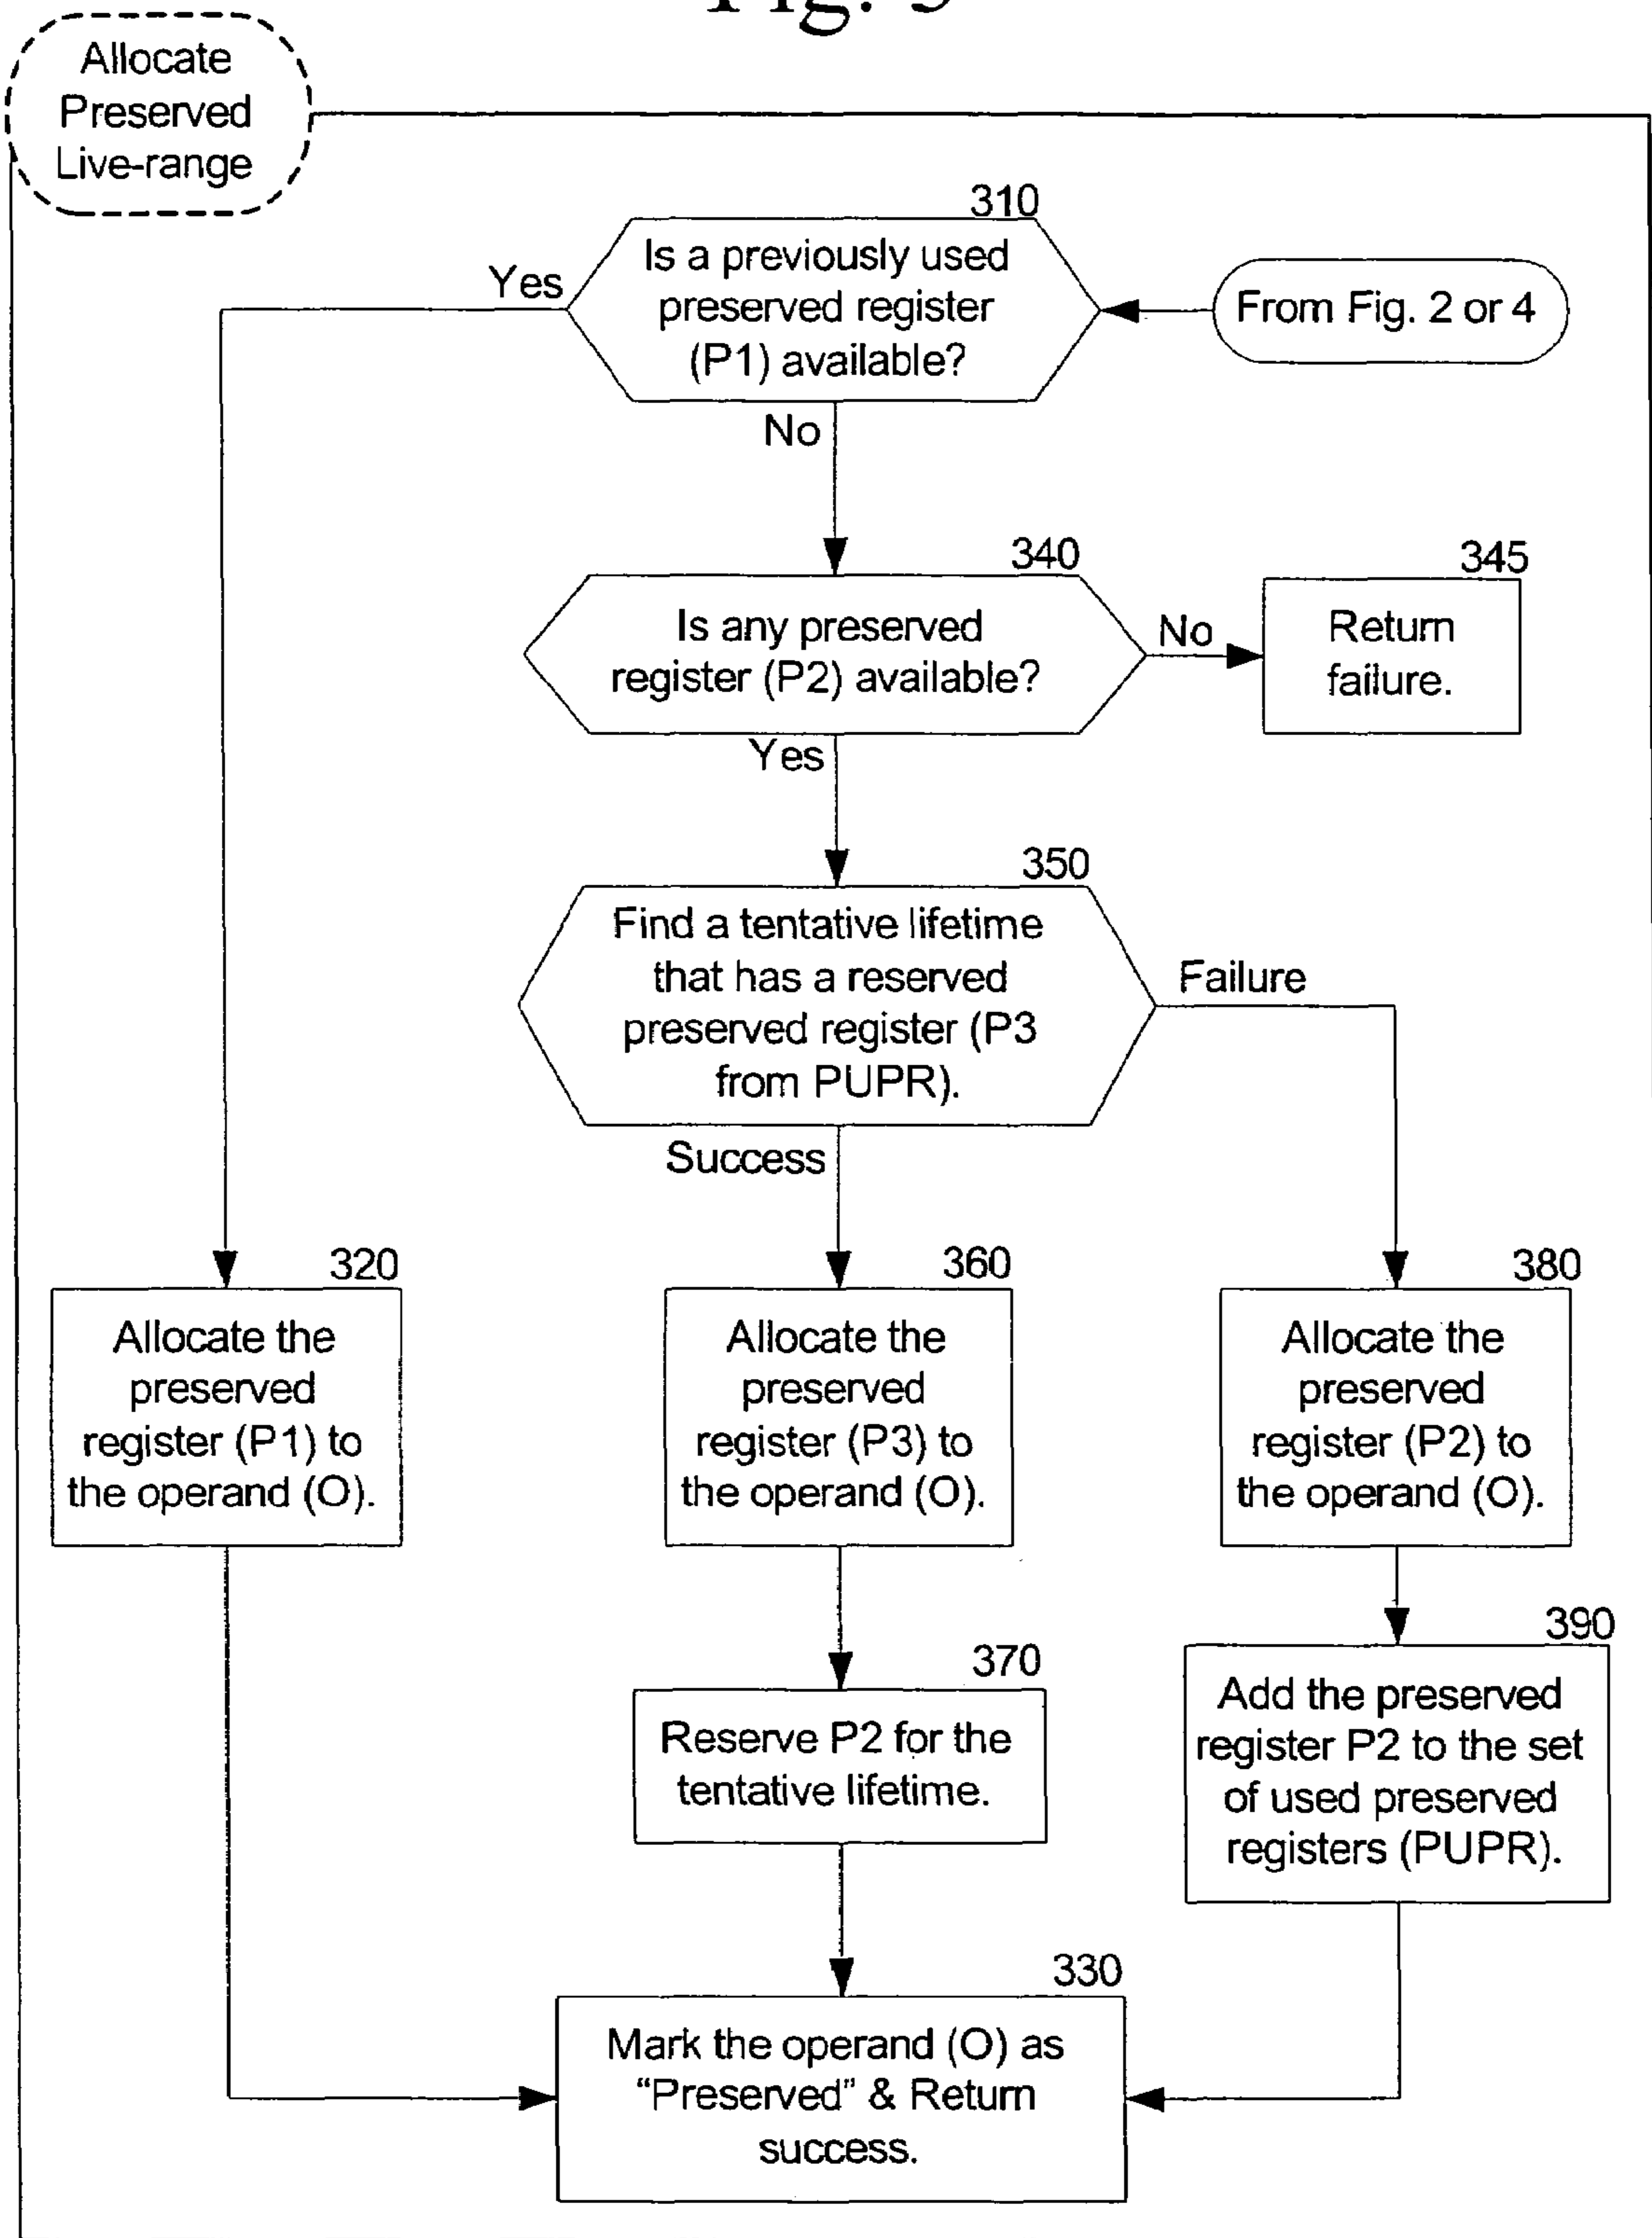 Fig. 3
Allocate
Preserved
Live-range
310
Is a previously used
preserved register
(P1) available?
Yes
From Fig. 2 or 4
No
340
Is any preserved
register (P2) available?
No
345
Return
failure.
Yes
350
Find a tentative lifetime
that has a reserved
preserved register (P3
from PUPR).
Failure
Success
320
Allocate the
preserved
register (P1) to
the operand (O).
360
Allocate the
preserved
register (P3) to
the operand (O).
380
Allocate the
preserved
register (P2) to
the operand (O).
370
Reserve P2 for the
tentative lifetime.
390
Add the preserved
register P2 to the set
of used preserved
registers (PUPR).
330
Mark the operand (O) as
“Preserved” & Return
success.